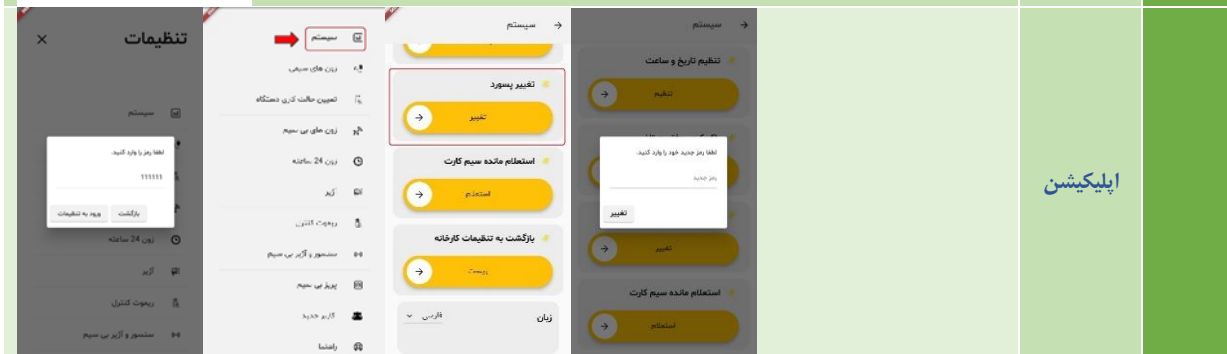 اپلیکیشن
سیستم
تنظیم تاریخ و ساعت
تنظیم
لطفا رمز جدید خود را وارد کنید.
رمز جدید
تغییر
تغییر
استعلام مانده سیم کارت
استعلام
سیستم
تغییر پسورد
تغییر
استعلام مانده سیم کارت
استعلام
بازگشت به تنظیمات کارخانه
ریست
زبان
فارسی
سیستم
زون های سیمی
تعیین حالت کاری دستگاه
زون های بی سیم
زون 24 ساعته
آژیر
ریموت کنترل
سنسور و آژیر بی سیم
پریز بی سیم
کاربر جدید
راهنما
تنظیمات
سیستم
لطفا رمز را وارد کنید.
111111
بازگشت
ورود به تنظیمات
زون 24 ساعته
آژیر
ریموت کنترل
سنسور و آژیر بی سیم